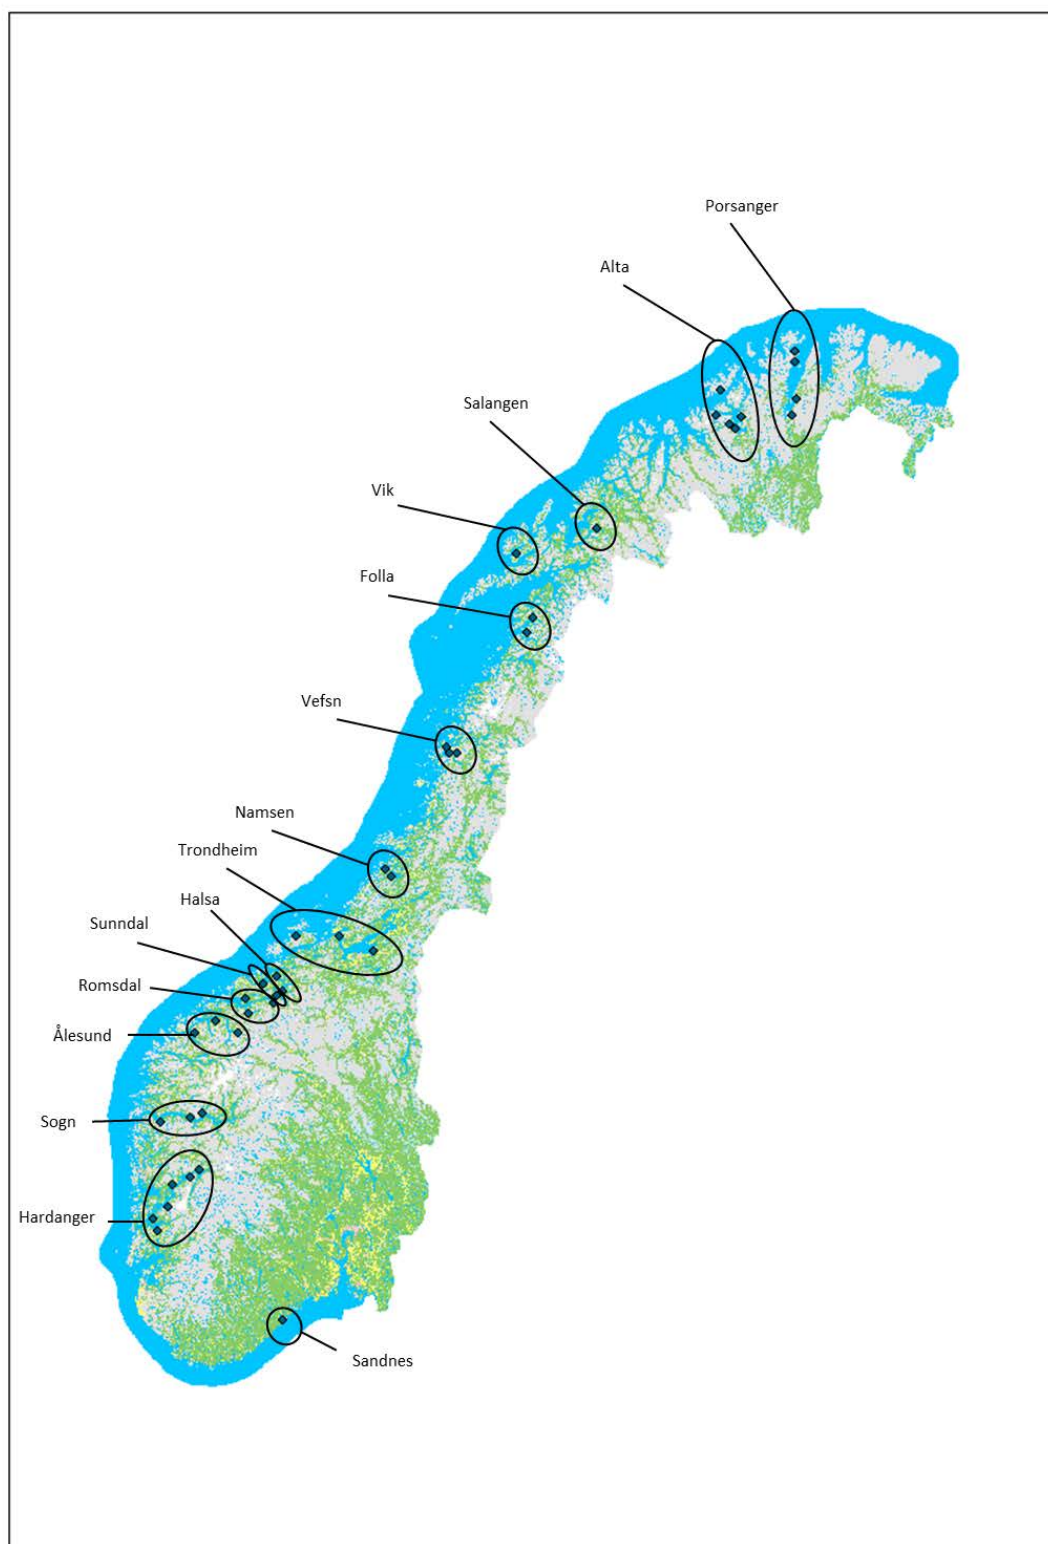 Porsanger
Alta
Salangen
Vik
Folla
Vefsn
Namsen
Trondheim
Halsa
Sunndal
Romsdal
Ålesund
Sogn
Hardanger
Sandnes